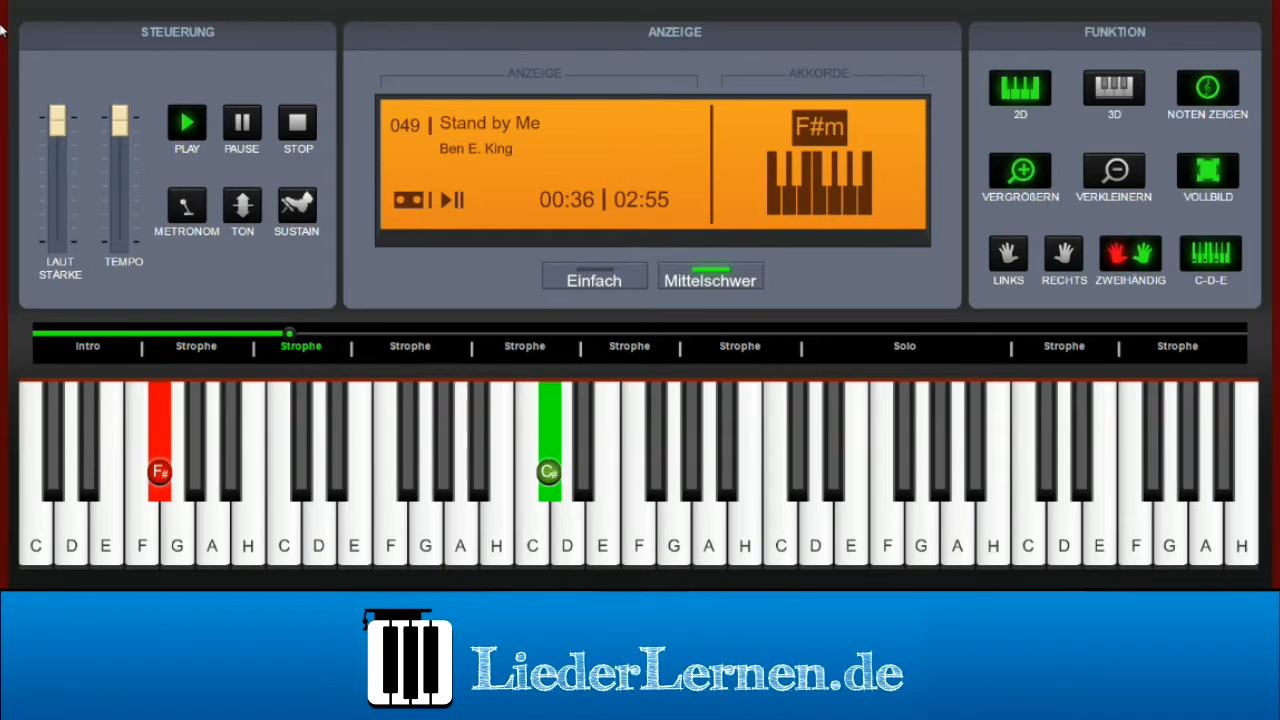 STEUERUNG
ANZEIGE
FUNKTION
ANZEIGE
AKKORDE
049 | Stand by Me
Ben E. King
00:36 | 02:55
F#m
PLAY
PAUSE
STOP
METRONOM
TON
SUSTAIN
LAUT
STÄRKE
TEMPO
Einfach
Mittelschwer
2D
3D
NOTEN ZEIGEN
VERGRÖßERN
VERKLEINERN
VOLLBILD
LINKS
RECHTS
ZWEIHÄNDIG
C-D-E
Intro | Strophe | Strophe | Strophe | Strophe | Strophe | Strophe | Solo | Strophe | Strophe
F# C#
C D E F G A H C D E F G A H C D E F G A H C D E F G A H C D E F G A H
LiederLernen.de